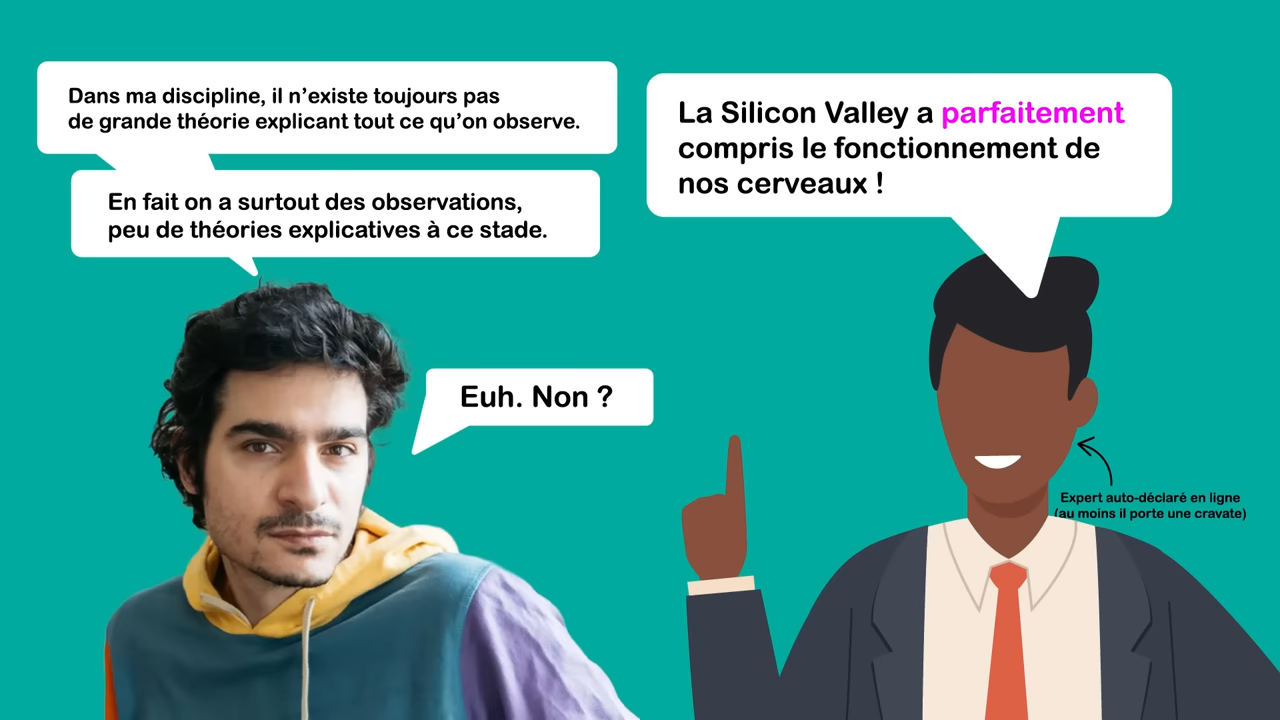 Dans ma discipline, il n’existe toujours pas
de grande théorie explicant tout ce qu’on observe.
En fait on a surtout des observations,
peu de théories explicatives à ce stade.
Euh. Non ?
La Silicon Valley a parfaitement
compris le fonctionnement de
nos cerveaux !
Expert auto-déclaré en ligne
(au moins il porte une cravate)